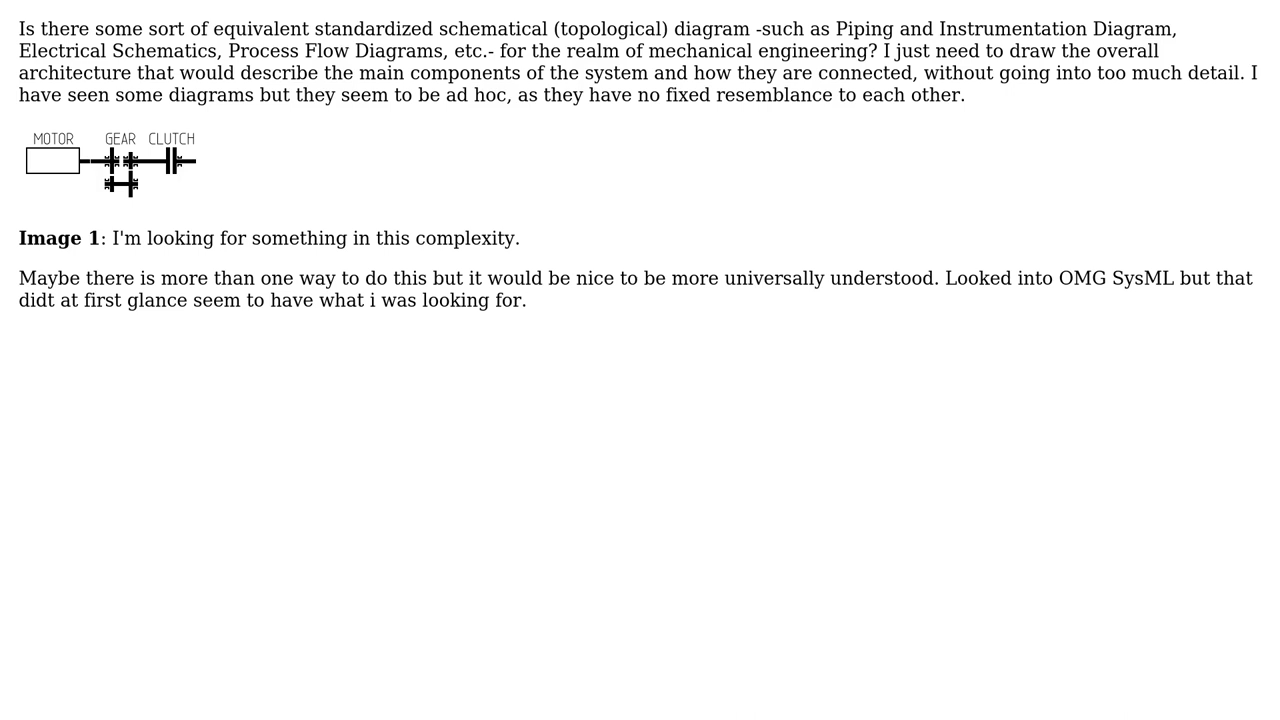 Is there some sort of equivalent standardized schematical (topological) diagram -such as Piping and Instrumentation Diagram,
Electrical Schematics, Process Flow Diagrams, etc.- for the realm of mechanical engineering? I just need to draw the overall
architecture that would describe the main components of the system and how they are connected, without going into too much detail. I
have seen some diagrams but they seem to be ad hoc, as they have no fixed resemblance to each other.
MOTOR GEAR CLUTCH
Image 1: I'm looking for something in this complexity.
Maybe there is more than one way to do this but it would be nice to be more universally understood. Looked into OMG SysML but that
didt at first glance seem to have what i was looking for.